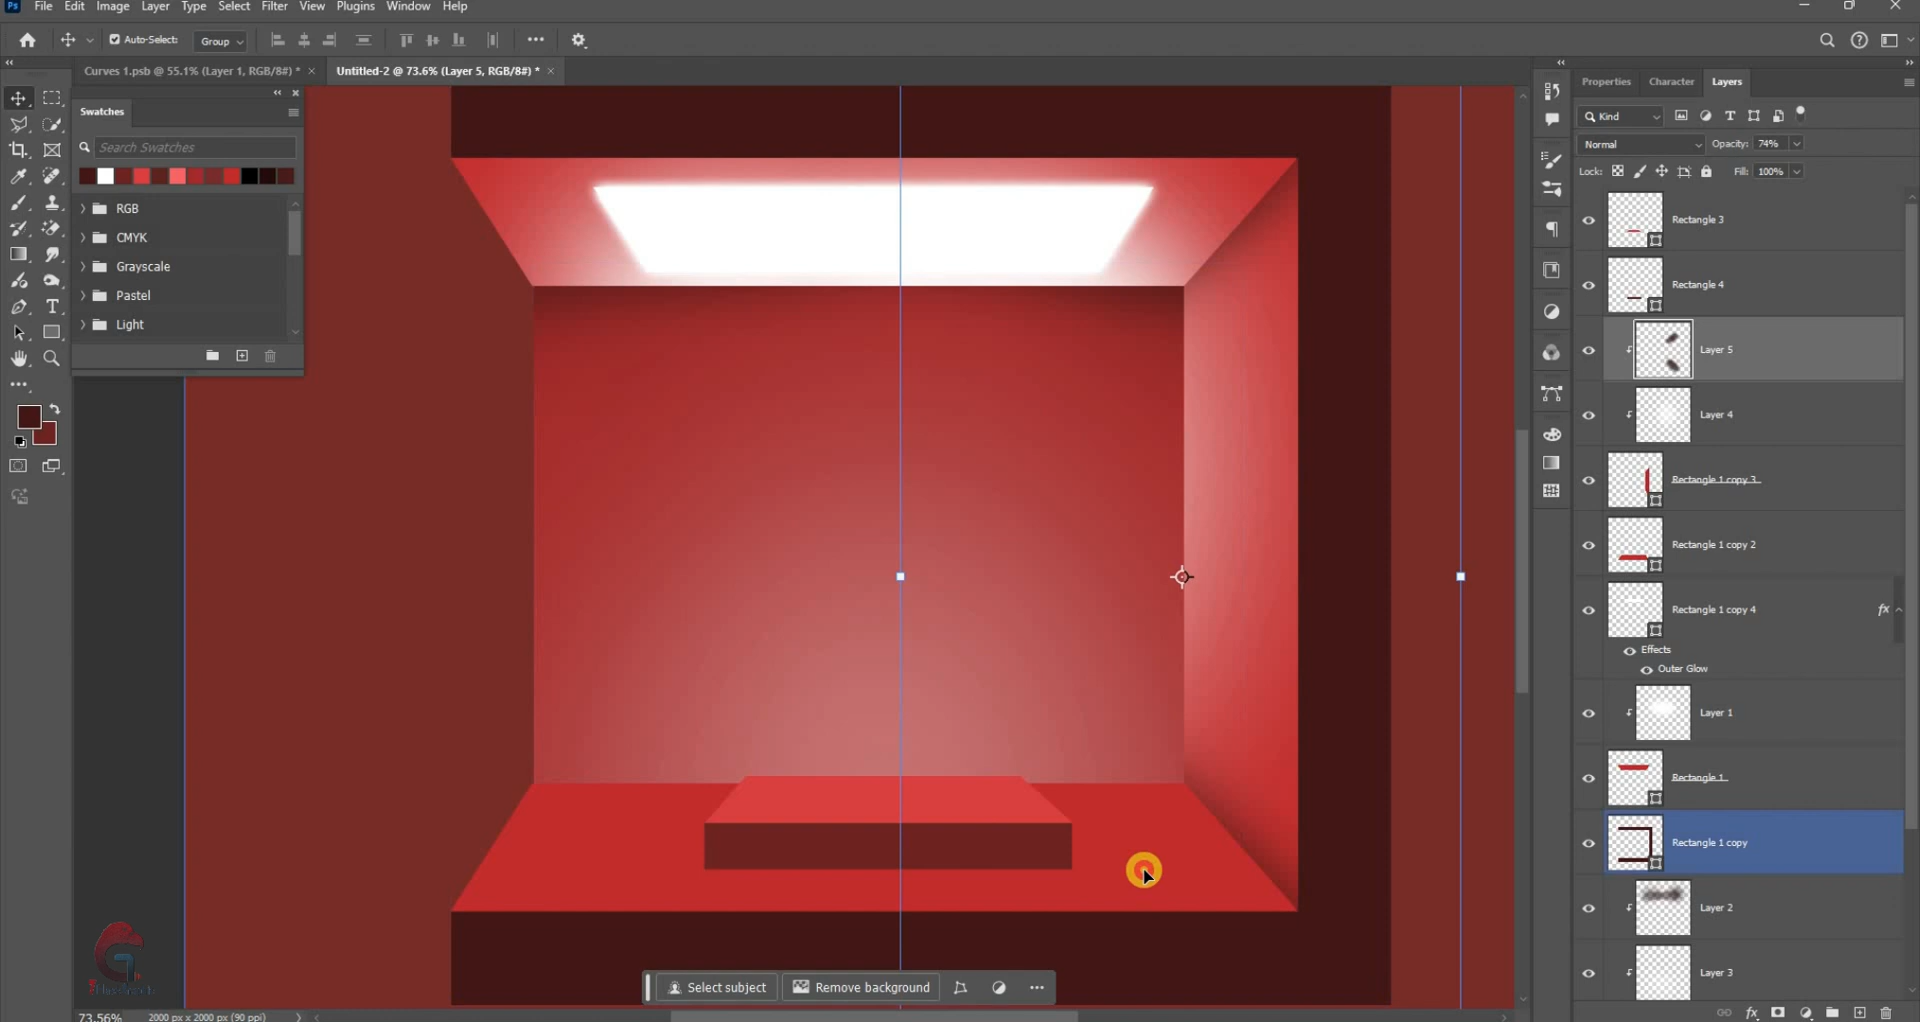 Ps File Edit Image Layer Type Select Filter View Plugins Window Help
Auto-Select: Group
Curves 1.psb @ 55.1% (Layer 1, RGB/8#) * Untitled-2 @ 73.6% (Layer 5, RGB/8#) *
Swatches
Search Swatches
RGB
CMYK
Grayscale
Pastel
Light
Properties Character Layers
Kind
Normal Opacity: 74%
Lock: Fill: 100%
Rectangle 3
Rectangle 4
Layer 5
Layer 4
Rectangle 1 copy 3
Rectangle 1 copy 2
Rectangle 1 copy 4 fx
Effects
Outer Glow
Layer 1
Rectangle 1
Rectangle 1 copy
Layer 2
Layer 3
Select subject Remove background
73.56% 2000 px x 2000 px (90 ppi)
fx